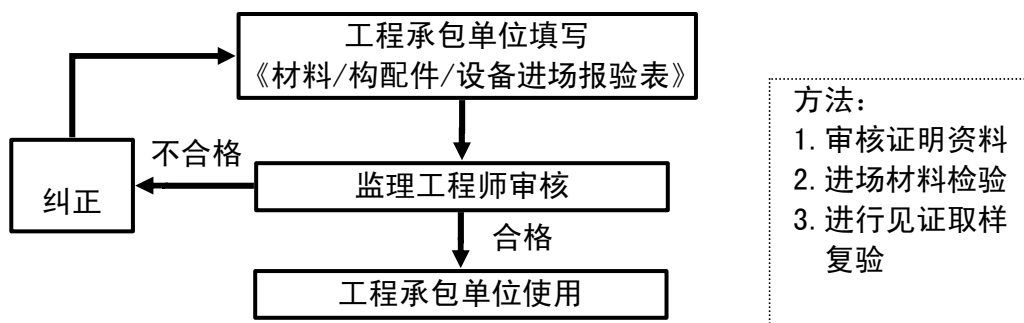 工程承包单位填写
《材料/构配件/设备进场报验表》
不合格
纠正
监理工程师审核
合格
工程承包单位使用
方法：
1.审核证明资料
2.进场材料检验
3.进行见证取样
复验